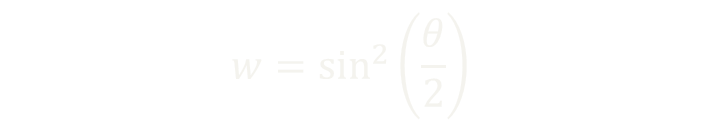 w = sin²(θ/2)